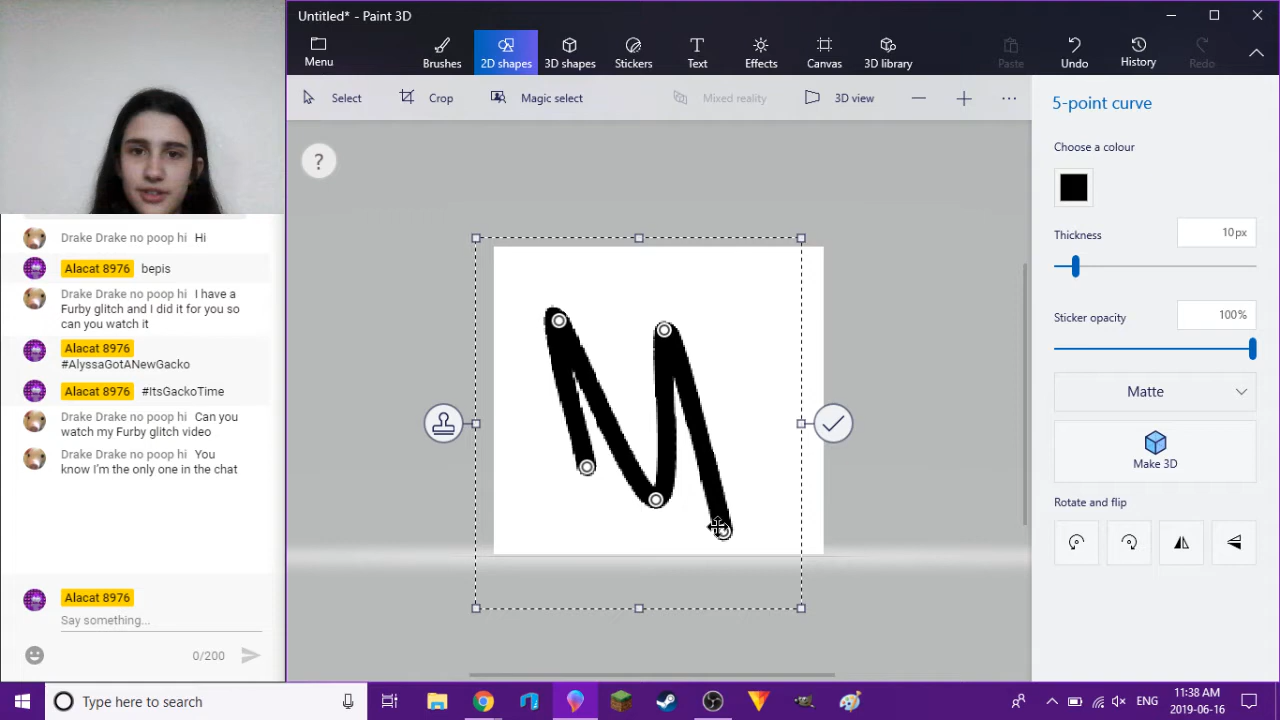 Untitled* - Paint 3D
Menu
Brushes
2D shapes
3D shapes
Stickers
Text
Effects
Canvas
3D library
Paste
Undo
History
Redo
Select
Crop
Magic select
Mixed reality
3D view
?
5-point curve
Choose a colour
Thickness
10px
Sticker opacity
100%
Matte
Make 3D
Rotate and flip
Drake Drake no poop hi Hi
Alacat 8976 bepis
Drake Drake no poop hi I have a
Furby glitch and I did it for you so
can you watch it
Alacat 8976
#AlyssaGotANewGacko
Alacat 8976 #ItsGackoTime
Drake Drake no poop hi Can you
watch my Furby glitch video
Drake Drake no poop hi You
know I'm the only one in the chat
Alacat 8976
Say something...
0/200
Type here to search
ENG
11:38 AM
2019-06-16